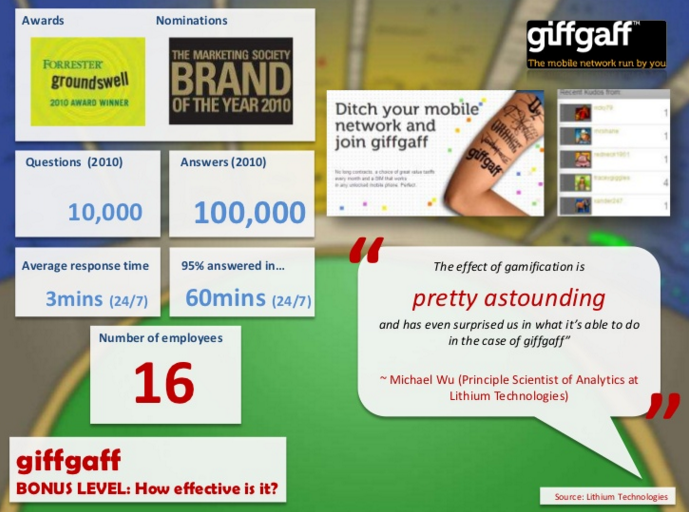 Awards
Nominations
FORRESTER
groundswell
2010 AWARD WINNER
THE MARKETING SOCIETY
BRAND
OF THE YEAR 2010
giffgaff™
The mobile network run by you
Ditch your mobile
network and
join giffgaff
No long contracts, a choice of great value tariffs
every month and a SIM that works
in any unlocked mobile phone. Perfect.
giffgaff
Recent Kudos from
1
1
1
4
1
Questions (2010)
10,000
Answers (2010)
100,000
Average response time
3mins (24/7)
95% answered in…
60mins (24/7)
Number of employees
16
“
The effect of gamification is
pretty astounding
and has even surprised us in what it’s able to do
in the case of giffgaff”
~ Michael Wu (Principle Scientist of Analytics at
Lithium Technologies)
”
giffgaff
BONUS LEVEL: How effective is it?
Source: Lithium Technologies